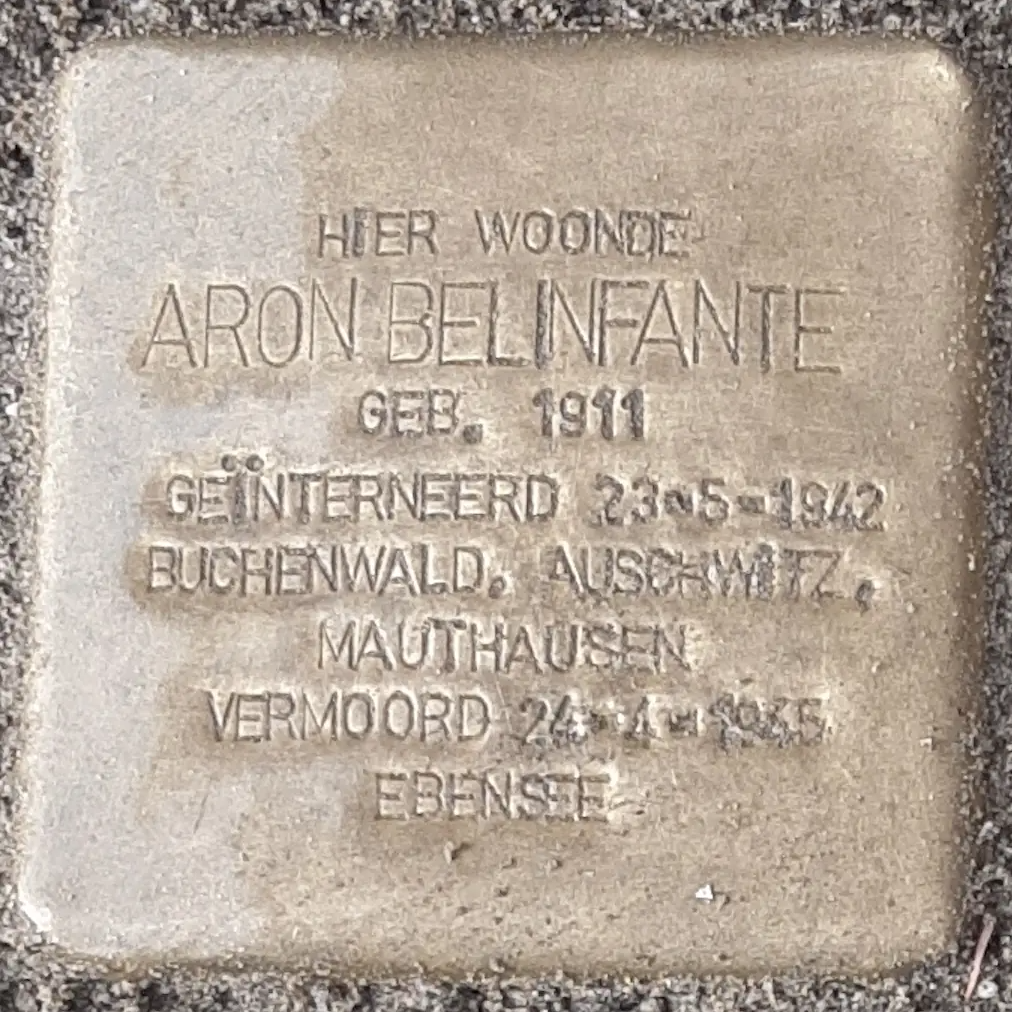 HIER WOONDE
ARON BELINFANTE
GEB. 1911
GEÏNTERNEERD 23-5-1942
BUCHENWALD, AUSCHWITZ,
MAUTHAUSEN
VERMOORD 24-4-1945
EBENSEE